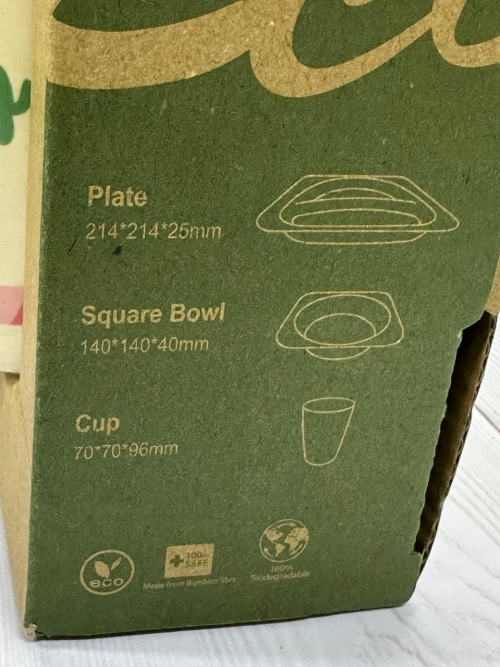 Plate
214*214*25mm
Square Bowl
140*140*40mm
Cup
70*70*96mm
eco
100%
SAFE
Made from Bamboo fibre
100%
Biodegradable